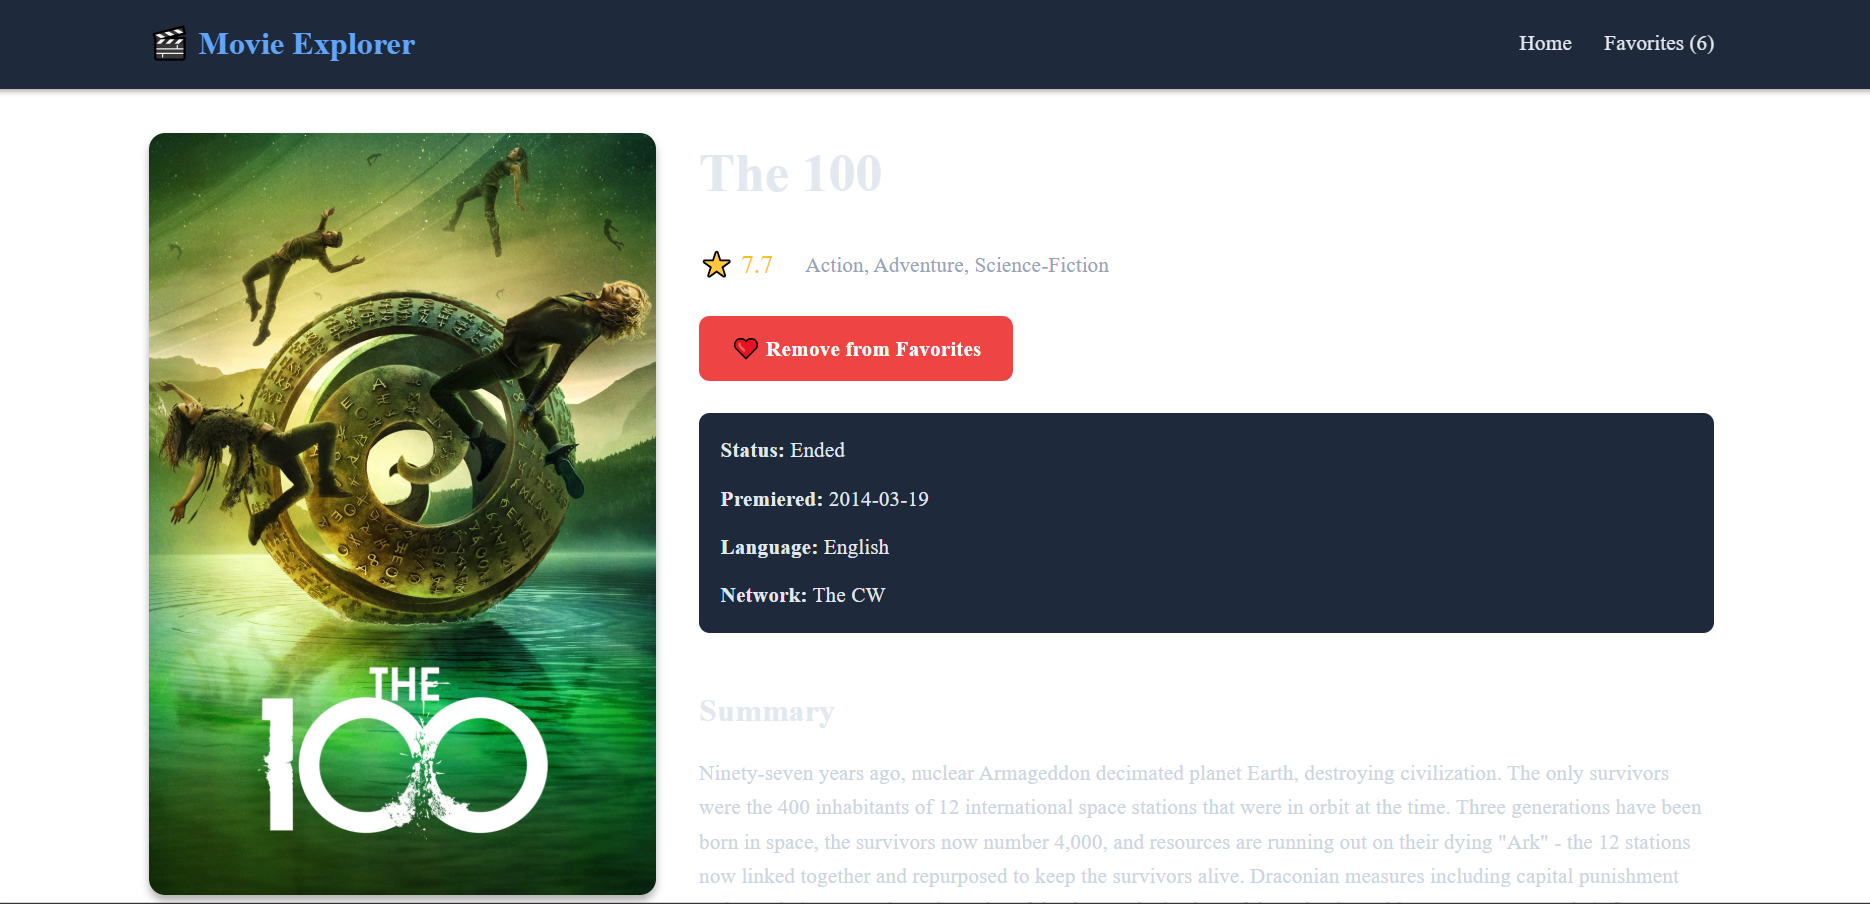 Movie Explorer
Home
Favorites (6)
The 100
7.7
Action, Adventure, Science-Fiction
Remove from Favorites
Status: Ended
Premiered: 2014-03-19
Language: English
Network: The CW
THE
100
Summary
Ninety-seven years ago, nuclear Armageddon decimated planet Earth, destroying civilization. The only survivors
were the 400 inhabitants of 12 international space stations that were in orbit at the time. Three generations have been
born in space, the survivors now number 4,000, and resources are running out on their dying "Ark" - the 12 stations
now linked together and repurposed to keep the survivors alive. Draconian measures including capital punishment